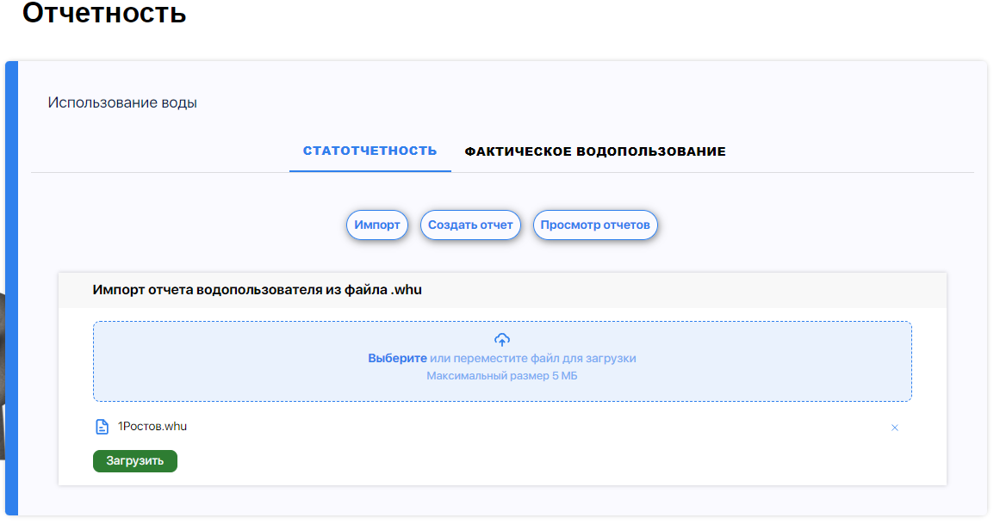 Отчетность
Использование воды
СТАТОТЧЕТНОСТЬ ФАКТИЧЕСКОЕ ВОДОПОЛЬЗОВАНИЕ
Импорт Создать отчет Просмотр отчетов
Импорт отчета водопользователя из файла .whu
Выберите или переместите файл для загрузки
Максимальный размер 5 МБ
1Ростов.whu
Загрузить